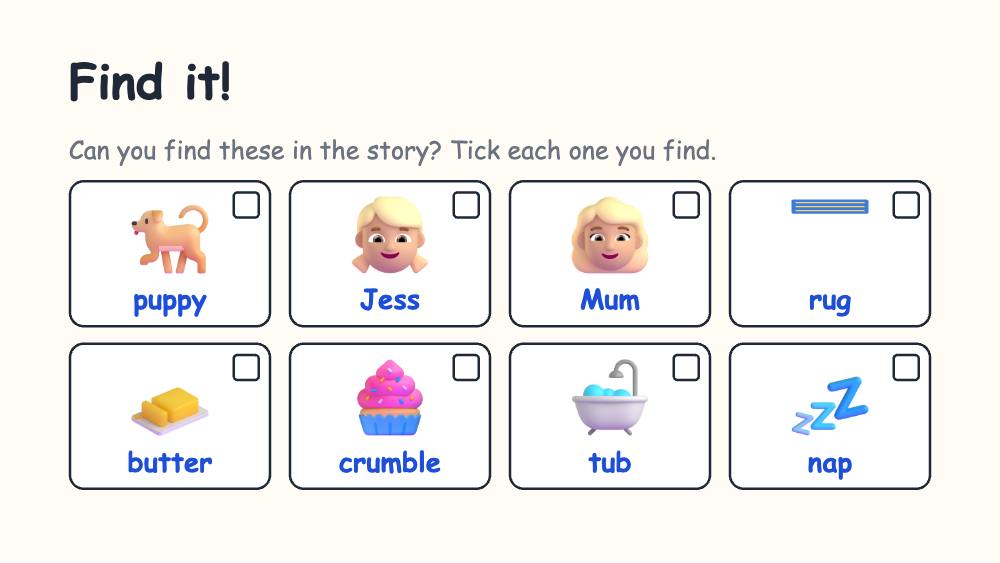 Find it!
Can you find these in the story? Tick each one you find.
puppy
Jess
Mum
rug
butter
crumble
tub
nap